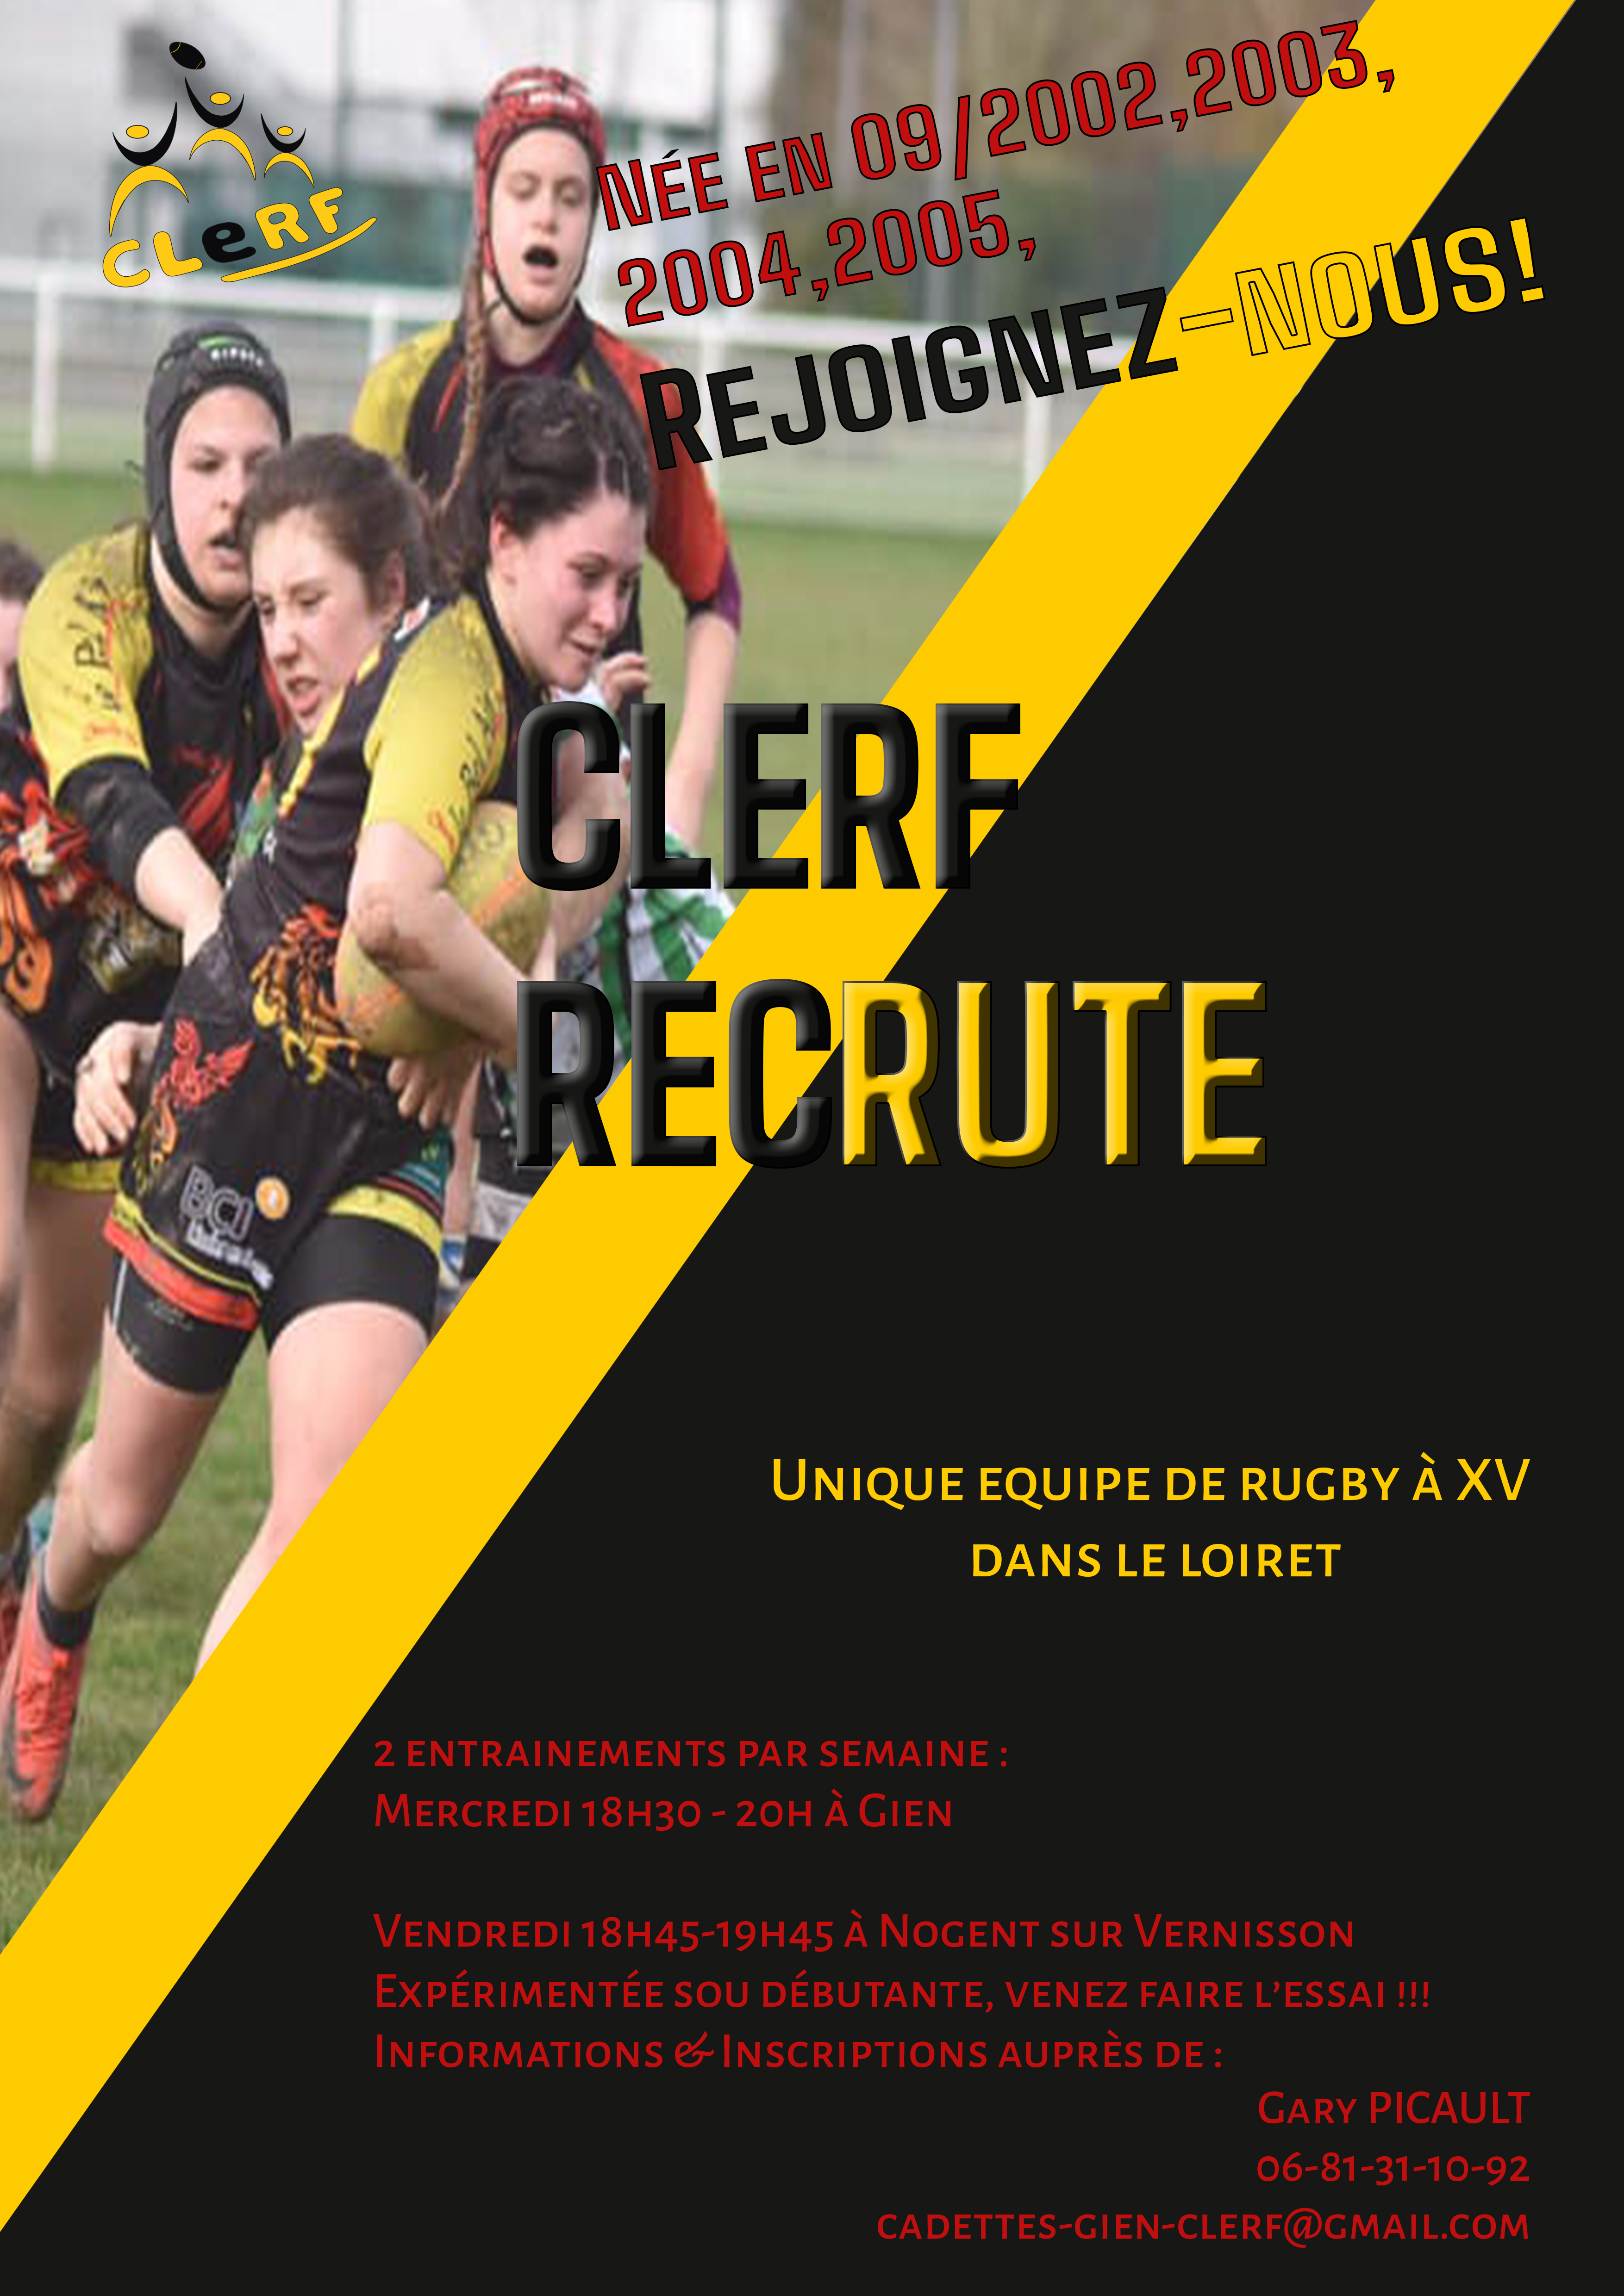 CLeRF
Née en 09/2002,2003,
2004,2005,
Rejoignez-nous!
CLERF
RECRUTE
BCI
Unique equipe de rugby à XV
dans le loiret
2 entrainements par semaine :
Mercredi 18h30 - 20h à Gien
Vendredi 18h45-19h45 à Nogent sur Vernisson
Expérimentée sou débutante, venez faire l'essai !!!
Informations & Inscriptions auprès de :
Gary PICAULT
06-81-31-10-92
cadettes-gien-clerf@gmail.com